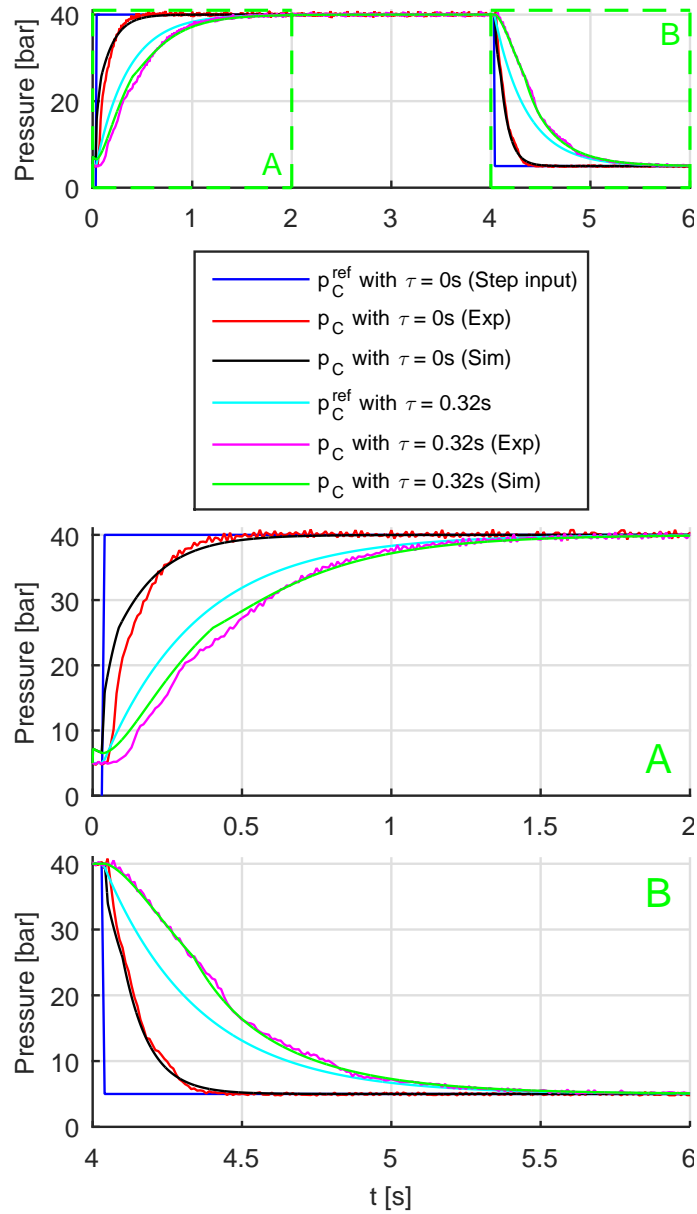 Pressure [bar]
40
20
0
A
B
0 1 2 3 4 5 6
p_C^ref with τ = 0s (Step input)
p_C with τ = 0s (Exp)
p_C with τ = 0s (Sim)
p_C^ref with τ = 0.32s
p_C with τ = 0.32s (Exp)
p_C with τ = 0.32s (Sim)
Pressure [bar]
40
30
20
10
0
A
0 0.5 1 1.5 2
Pressure [bar]
40
30
20
10
0
B
4 4.5 5 5.5 6
t [s]